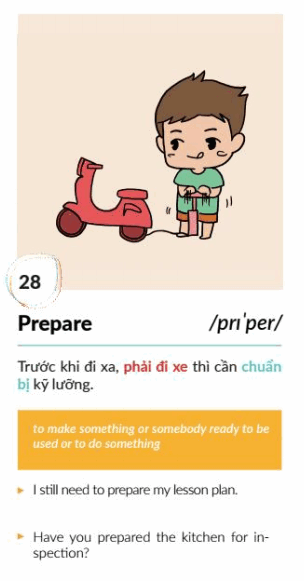 28
Prepare /prɪˈper/
Trước khi đi xa, phải đi xe thì cần chuẩn
bị kỹ lưỡng.
to make something or somebody ready to be
used or to do something
I still need to prepare my lesson plan.
Have you prepared the kitchen for in-
spection?